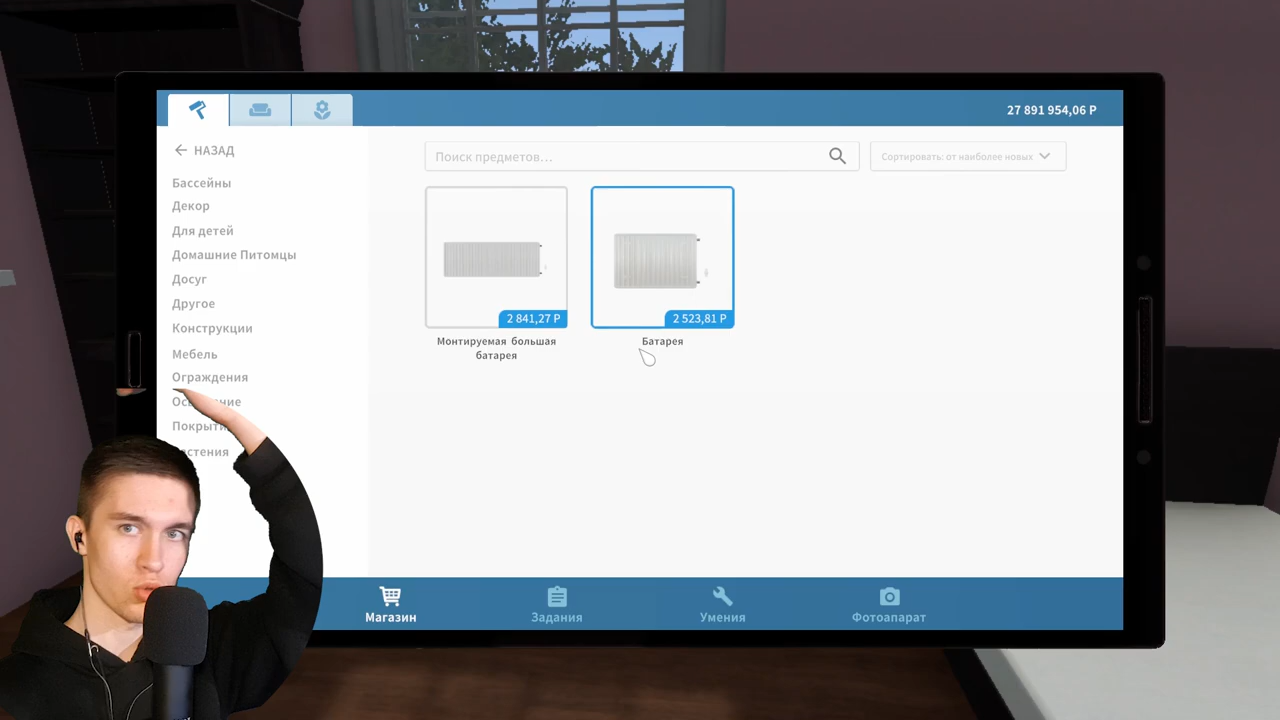 27 891 954,06 Р
НАЗАД
Поиск предметов...
Сортировать: от наиболее новых
Бассейны
Декор
Для детей
Домашние Питомцы
Досуг
Другое
Конструкции
Мебель
Ограждения
2 841,27 Р
2 523,81 Р
Монтируемая большая
батарея
Батарея
Магазин
Задания
Умения
Фотоаппарат